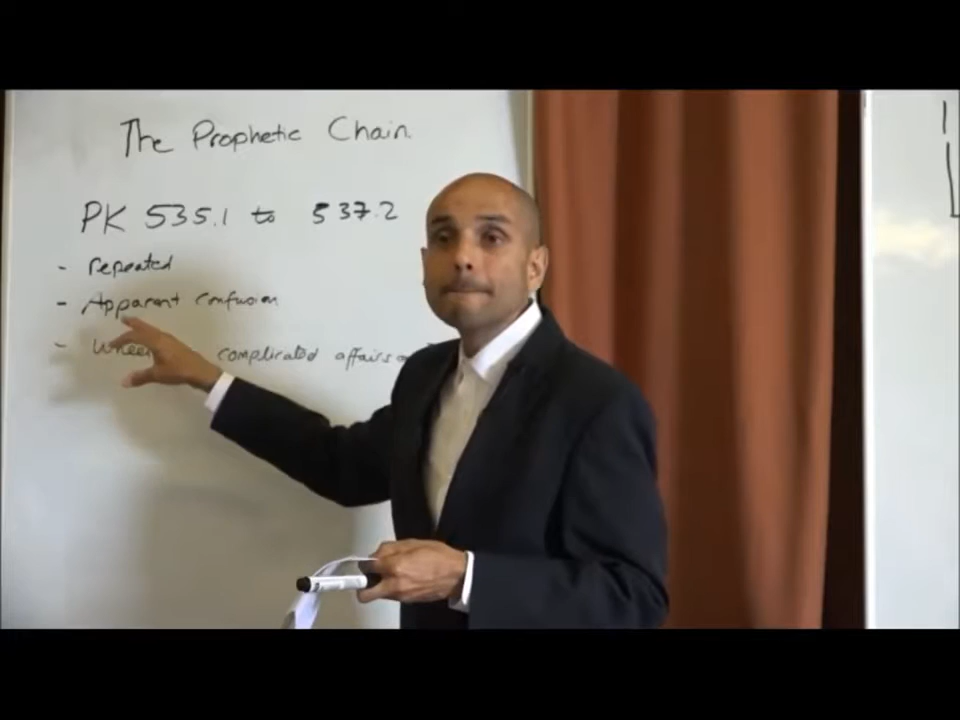 The Prophetic Chain.
PK 535.1 to 537.2
- repeated
- Apparent confusion
- complicated affairs